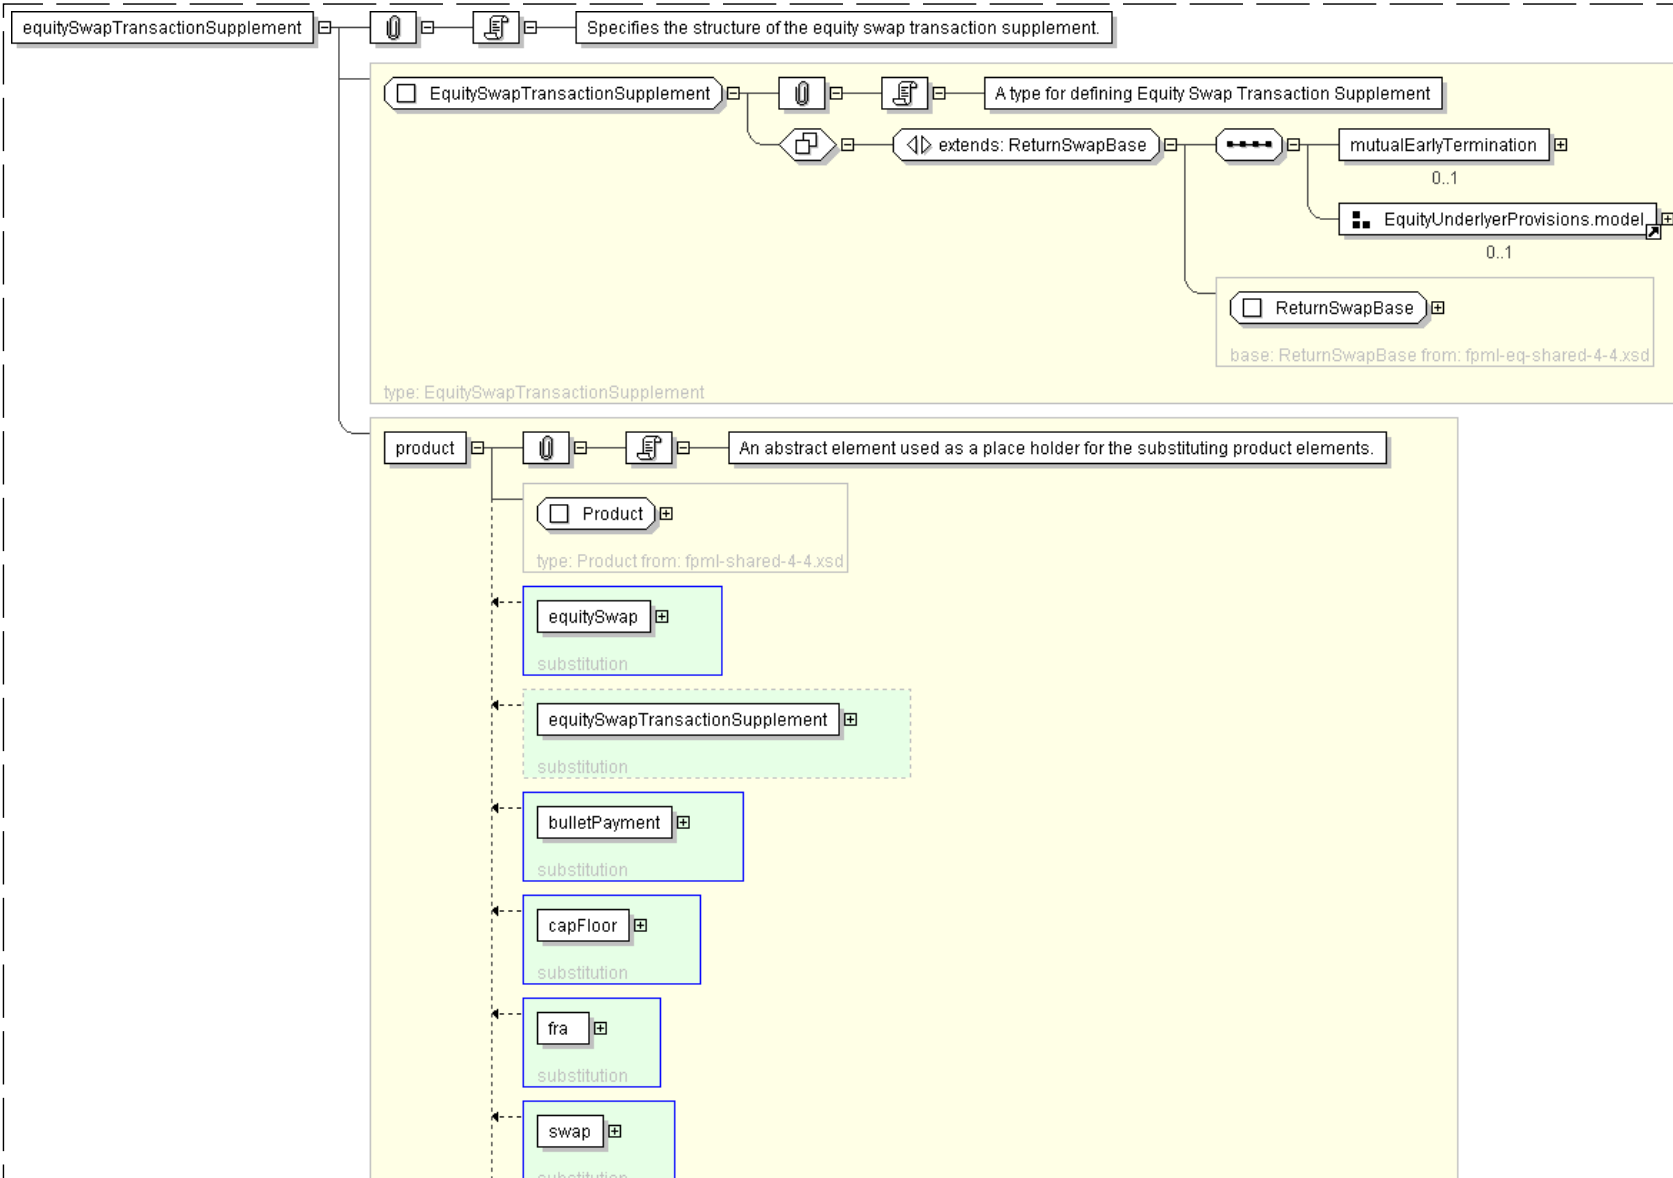 equitySwapTransactionSupplement
Specifies the structure of the equity swap transaction supplement.
EquitySwapTransactionSupplement
A type for defining Equity Swap Transaction Supplement
extends: ReturnSwapBase
mutualEarlyTermination
0..1
EquityUnderlyerProvisions.model
0..1
ReturnSwapBase
base: ReturnSwapBase from: fpml-eq-shared-4-4.xsd
type: EquitySwapTransactionSupplement
product
An abstract element used as a place holder for the substituting product elements.
Product
type: Product from: fpml-shared-4-4.xsd
equitySwap
substitution
equitySwapTransactionSupplement
substitution
bulletPayment
substitution
capFloor
substitution
fra
substitution
swap
substitution